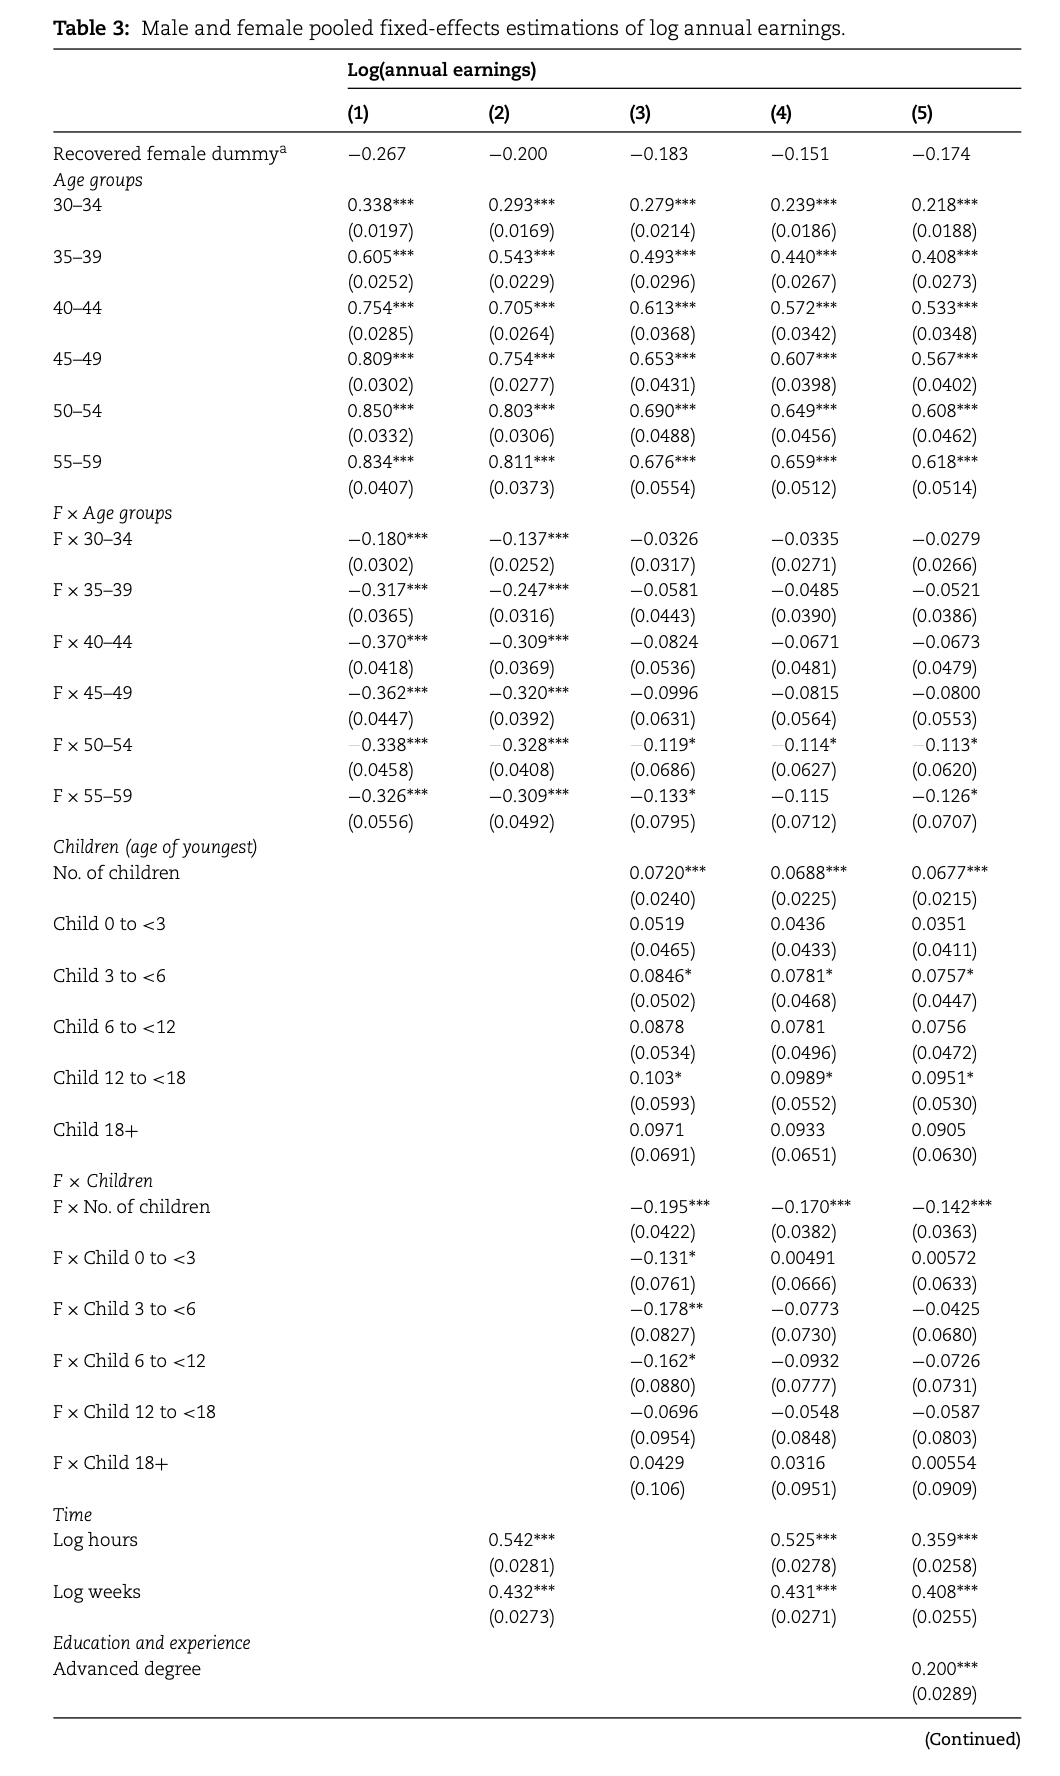 Table 3: Male and female pooled fixed-effects estimations of log annual earnings.
Log(annual earnings)
(1) (2) (3) (4) (5)
Recovered female dummyᵃ −0.267 −0.200 −0.183 −0.151 −0.174
Age groups
30–34 0.338*** 0.293*** 0.279*** 0.239*** 0.218***
(0.0197) (0.0169) (0.0214) (0.0186) (0.0188)
35–39 0.605*** 0.543*** 0.493*** 0.440*** 0.408***
(0.0252) (0.0229) (0.0296) (0.0267) (0.0273)
40–44 0.754*** 0.705*** 0.613*** 0.572*** 0.533***
(0.0285) (0.0264) (0.0368) (0.0342) (0.0348)
45–49 0.809*** 0.754*** 0.653*** 0.607*** 0.567***
(0.0302) (0.0277) (0.0431) (0.0398) (0.0402)
50–54 0.850*** 0.803*** 0.690*** 0.649*** 0.608***
(0.0332) (0.0306) (0.0488) (0.0456) (0.0462)
55–59 0.834*** 0.811*** 0.676*** 0.659*** 0.618***
(0.0407) (0.0373) (0.0554) (0.0512) (0.0514)
F × Age groups
F × 30–34 −0.180*** −0.137*** −0.0326 −0.0335 −0.0279
(0.0302) (0.0252) (0.0317) (0.0271) (0.0266)
F × 35–39 −0.317*** −0.247*** −0.0581 −0.0485 −0.0521
(0.0365) (0.0316) (0.0443) (0.0390) (0.0386)
F × 40–44 −0.370*** −0.309*** −0.0824 −0.0671 −0.0673
(0.0418) (0.0369) (0.0536) (0.0481) (0.0479)
F × 45–49 −0.362*** −0.320*** −0.0996 −0.0815 −0.0800
(0.0447) (0.0392) (0.0631) (0.0564) (0.0553)
F × 50–54 −0.338*** −0.328*** −0.119* −0.114* −0.113*
(0.0458) (0.0408) (0.0686) (0.0627) (0.0620)
F × 55–59 −0.326*** −0.309*** −0.133* −0.115 −0.126*
(0.0556) (0.0492) (0.0795) (0.0712) (0.0707)
Children (age of youngest)
No. of children 0.0720*** 0.0688*** 0.0677***
(0.0240) (0.0225) (0.0215)
Child 0 to <3 0.0519 0.0436 0.0351
(0.0465) (0.0433) (0.0411)
Child 3 to <6 0.0846* 0.0781* 0.0757*
(0.0502) (0.0468) (0.0447)
Child 6 to <12 0.0878 0.0781 0.0756
(0.0534) (0.0496) (0.0472)
Child 12 to <18 0.103* 0.0989* 0.0951*
(0.0593) (0.0552) (0.0530)
Child 18+ 0.0971 0.0933 0.0905
(0.0691) (0.0651) (0.0630)
F × Children
F × No. of children −0.195*** −0.170*** −0.142***
(0.0422) (0.0382) (0.0363)
F × Child 0 to <3 −0.131* 0.00491 0.00572
(0.0761) (0.0666) (0.0633)
F × Child 3 to <6 −0.178** −0.0773 −0.0425
(0.0827) (0.0730) (0.0680)
F × Child 6 to <12 −0.162* −0.0932 −0.0726
(0.0880) (0.0777) (0.0731)
F × Child 12 to <18 −0.0696 −0.0548 −0.0587
(0.0954) (0.0848) (0.0803)
F × Child 18+ 0.0429 0.0316 0.00554
(0.106) (0.0951) (0.0909)
Time
Log hours 0.542*** 0.525*** 0.359***
(0.0281) (0.0278) (0.0258)
Log weeks 0.432*** 0.431*** 0.408***
(0.0273) (0.0271) (0.0255)
Education and experience
Advanced degree 0.200***
(0.0289)
(Continued)